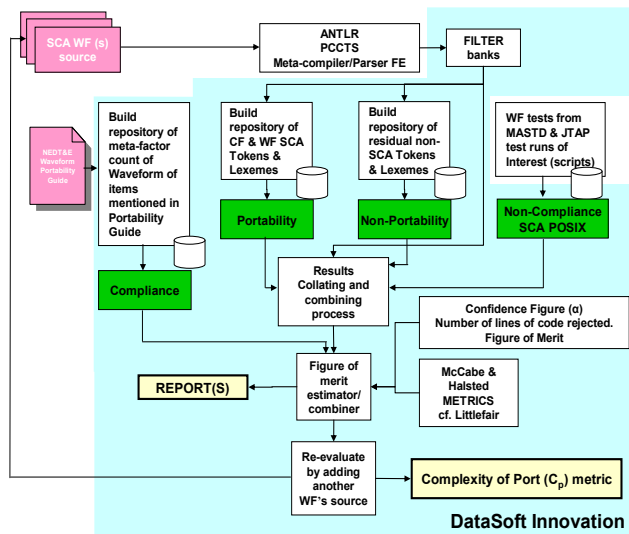 SCA WF (s)
source
ANTLR
PCCTS
Meta-compiler/Parser FE
FILTER
banks
NEDT&E
Waveform
Portability
Guide
Build
repository of
meta-factor
count of
Waveform of
items
mentioned in
Portability
Guide
Build
repository of
CF & WF SCA
Tokens &
Lexemes
Build
repository of
residual non-
SCA Tokens
& Lexemes
WF tests from
MASTD & JTAP
test runs of
Interest (scripts)
Portability
Non-Portability
Non-Compliance
SCA POSIX
Compliance
Results
Collating and
combining
process
Confidence Figure (α)
Number of lines of code rejected.
Figure of Merit
Figure of
merit
estimator/
combiner
McCabe &
Halsted
METRICS
cf. Littlefair
REPORT(S)
Re-evaluate
by adding
another
WF's source
Complexity of Port (Cp) metric
DataSoft Innovation